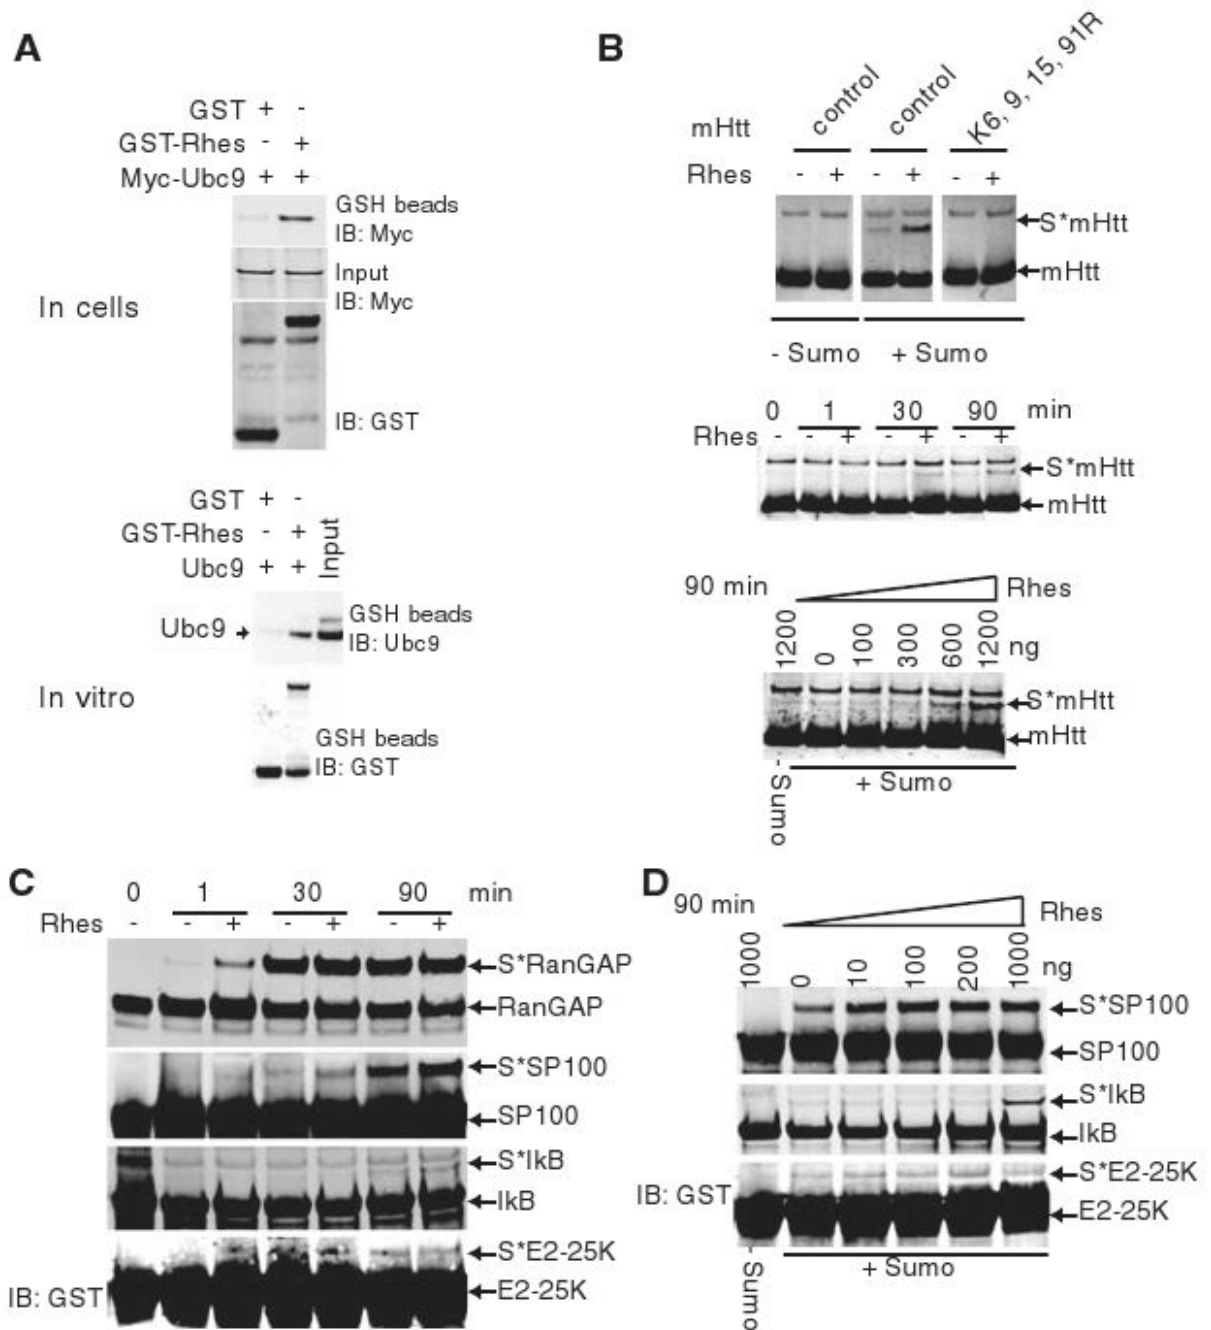 A
GST + -
GST-Rhes - +
Myc-Ubc9 + +
GSH beads
IB: Myc
Input
IB: Myc
In cells
IB: GST
GST + -
GST-Rhes - +
Ubc9 + +
Input
Ubc9
GSH beads
IB: Ubc9
In vitro
GSH beads
IB: GST
B
mHtt control control K6, 9, 15, 91R
Rhes - + - + - +
S*mHtt
mHtt
- Sumo + Sumo
0 1 30 90 min
Rhes - - + - + - +
S*mHtt
mHtt
90 min Rhes
1200 0 100 300 600 1200 ng
S*mHtt
mHtt
- Sumo + Sumo
C
0 1 30 90 min
Rhes - - + - + - +
S*RanGAP
RanGAP
S*SP100
SP100
S*IkB
IkB
S*E2-25K
E2-25K
IB: GST
D
90 min Rhes
1000 0 10 100 200 1000 ng
S*SP100
SP100
S*IkB
IkB
S*E2-25K
IB: GST
E2-25K
- Sumo + Sumo